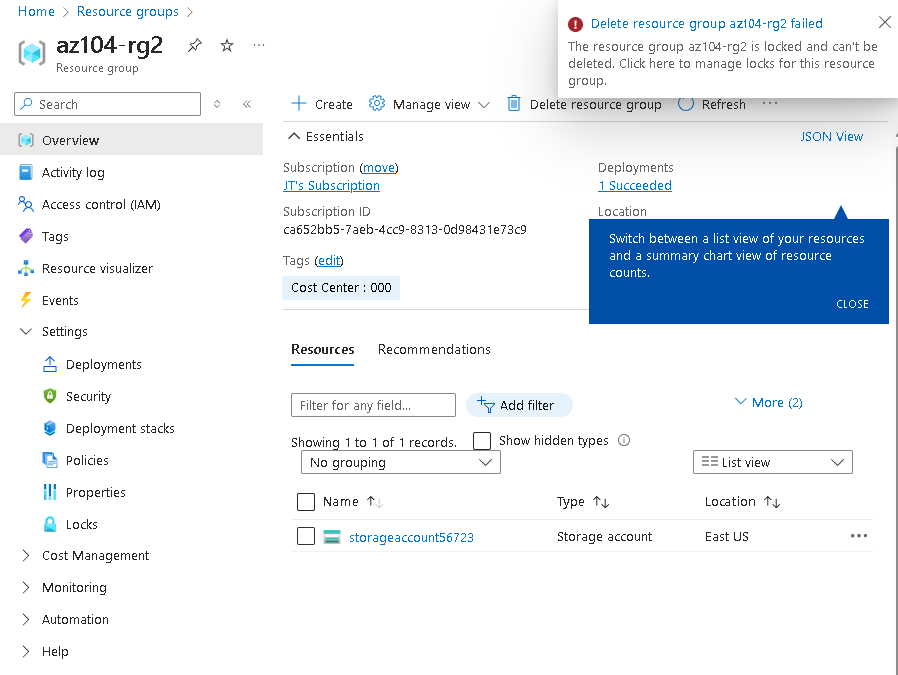 Home > Resource groups >
az104-rg2
Resource group
Delete resource group az104-rg2 failed
The resource group az104-rg2 is locked and can't be
deleted. Click here to manage locks for this resource
group.
Search
Create
Manage view
Delete resource group
Refresh
Overview
Activity log
Access control (IAM)
Tags
Resource visualizer
Events
Settings
Deployments
Security
Deployment stacks
Policies
Properties
Locks
Cost Management
Monitoring
Automation
Help
Essentials
JSON View
Subscription (move)
JT's Subscription
Subscription ID
ca652bb5-7aeb-4cc9-8313-0d98431e73c9
Tags (edit)
Cost Center : 000
Deployments
1 Succeeded
Location
Switch between a list view of your resources
and a summary chart view of resource
counts.
CLOSE
Resources
Recommendations
Filter for any field...
Add filter
More (2)
Showing 1 to 1 of 1 records.
Show hidden types
No grouping
List view
Name
Type
Location
storageaccount56723
Storage account
East US